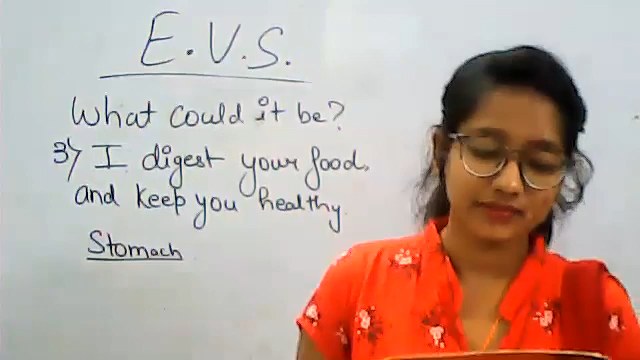 E.V.S.
What could it be?
3) I digest your food,
and keep you healthy.
Stomach